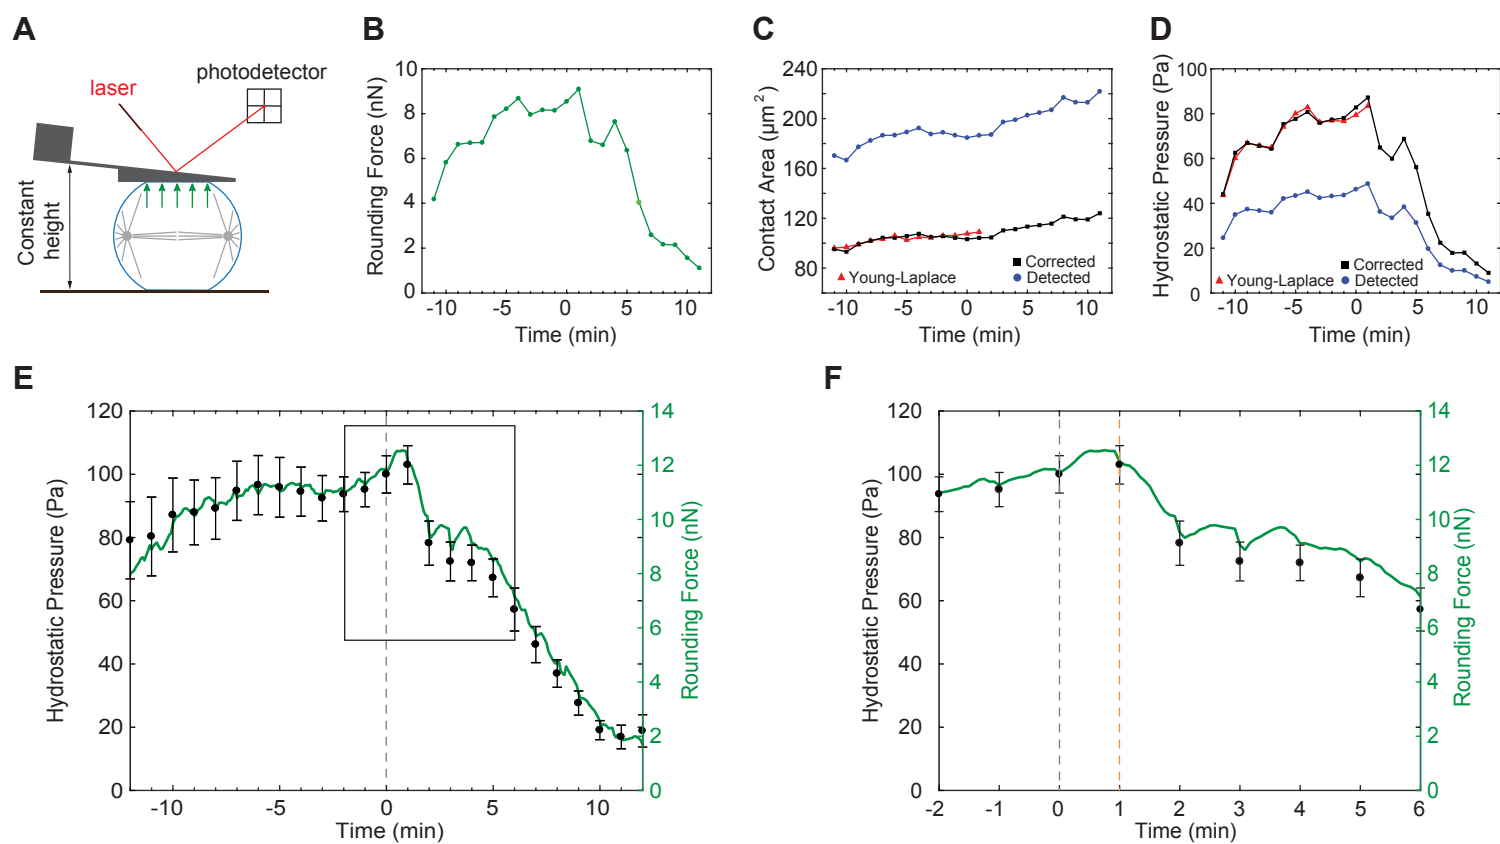 A
laser
photodetector
Constant
height
B
Rounding Force (nN)
10
8
6
4
2
0
-10
-5
0
5
10
Time (min)
C
Contact Area (µm²)
240
200
160
120
80
Young-Laplace
Corrected
Detected
-10
-5
0
5
10
Time (min)
D
Hydrostatic Pressure (Pa)
100
80
60
40
20
0
Young-Laplace
Corrected
Detected
-10
-5
0
5
10
Time (min)
E
Hydrostatic Pressure (Pa)
120
100
80
60
40
20
0
-10
-5
0
5
10
Time (min)
14
12
10
8
6
4
2
0
Rounding Force (nN)
F
Hydrostatic Pressure (Pa)
120
100
80
60
40
20
0
-2
-1
0
1
2
3
4
5
6
Time (min)
14
12
10
8
6
4
2
0
Rounding Force (nN)